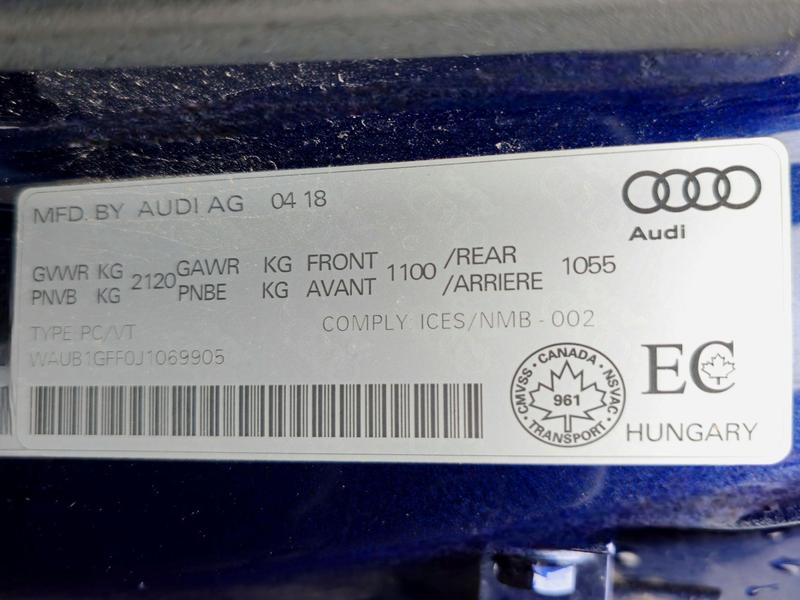 MFD. BY AUDI AG 04 18
Audi
GVWR KG 2120 GAWR KG FRONT 1100 /REAR 1055
PNVB KG PNBE KG AVANT /ARRIERE
TYPE PC/VT COMPLY ICES/NMB - 002
WAUB1GFF0J1069905
CMVSS · CANADA · NSVAC · TRANSPORT
961
EC
HUNGARY